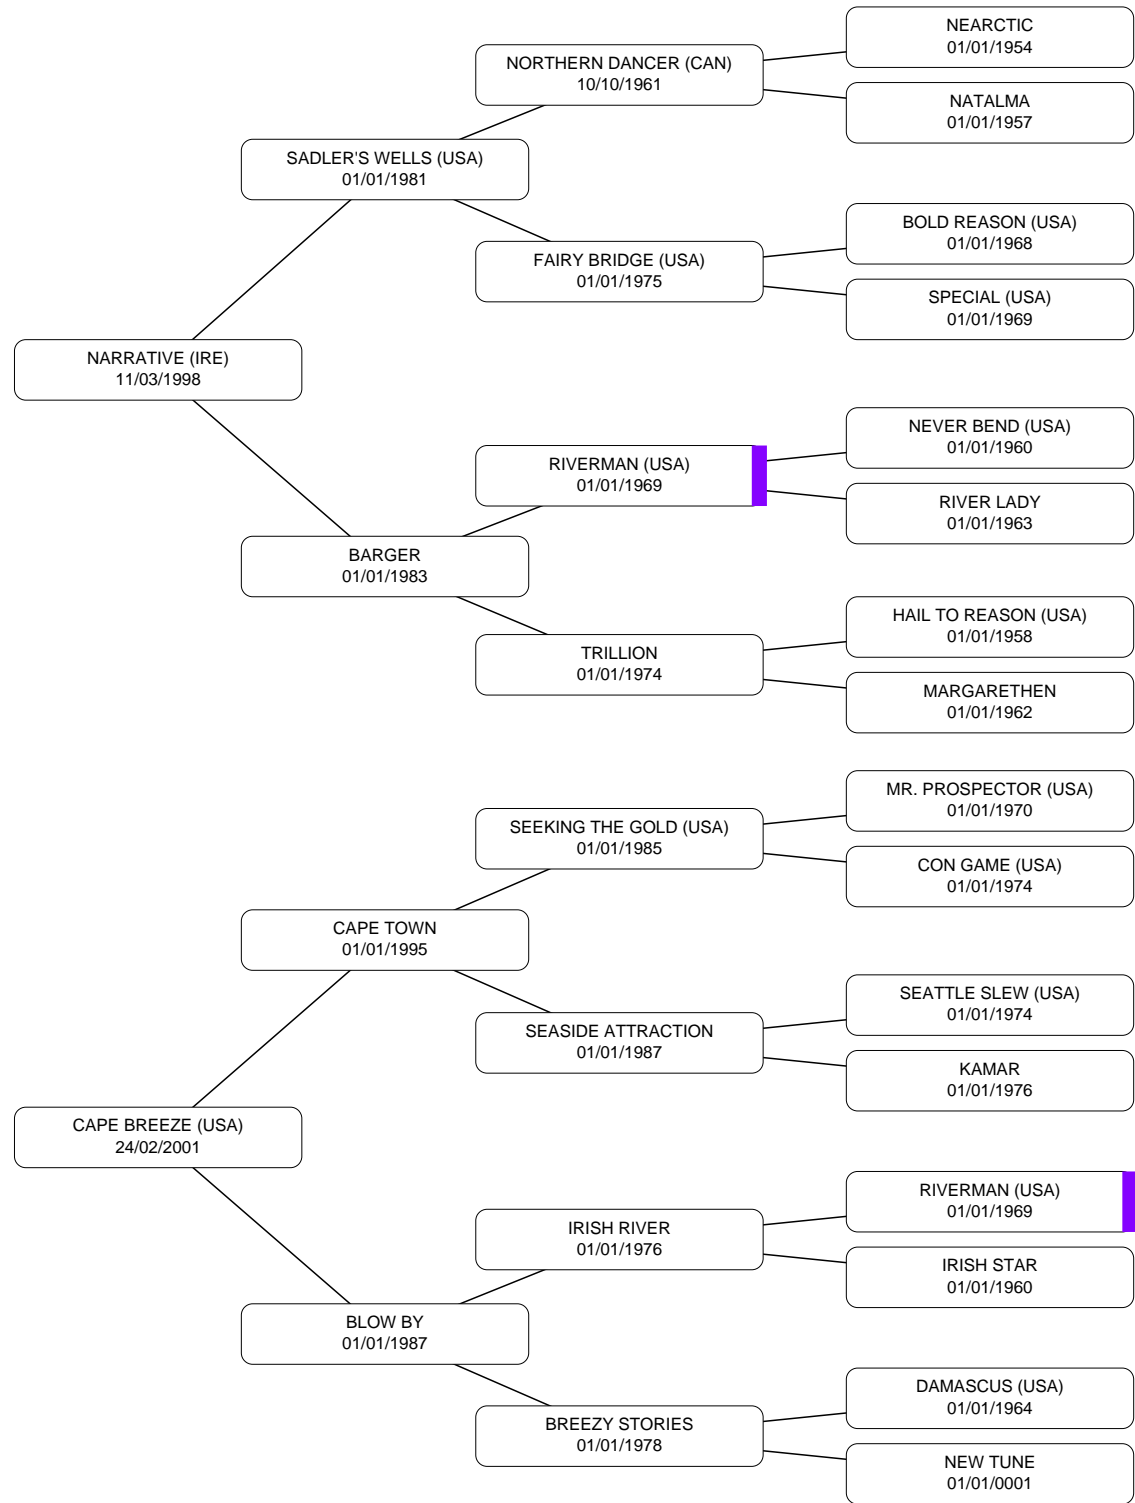 NEARCTIC
01/01/1954
NORTHERN DANCER (CAN)
10/10/1961
NATALMA
01/01/1957
SADLER'S WELLS (USA)
01/01/1981
BOLD REASON (USA)
01/01/1968
FAIRY BRIDGE (USA)
01/01/1975
SPECIAL (USA)
01/01/1969
NARRATIVE (IRE)
11/03/1998
NEVER BEND (USA)
01/01/1960
RIVERMAN (USA)
01/01/1969
RIVER LADY
01/01/1963
BARGER
01/01/1983
HAIL TO REASON (USA)
01/01/1958
TRILLION
01/01/1974
MARGARETHEN
01/01/1962
MR. PROSPECTOR (USA)
01/01/1970
SEEKING THE GOLD (USA)
01/01/1985
CON GAME (USA)
01/01/1974
CAPE TOWN
01/01/1995
SEATTLE SLEW (USA)
01/01/1974
SEASIDE ATTRACTION
01/01/1987
KAMAR
01/01/1976
CAPE BREEZE (USA)
24/02/2001
RIVERMAN (USA)
01/01/1969
IRISH RIVER
01/01/1976
IRISH STAR
01/01/1960
BLOW BY
01/01/1987
DAMASCUS (USA)
01/01/1964
BREEZY STORIES
01/01/1978
NEW TUNE
01/01/0001